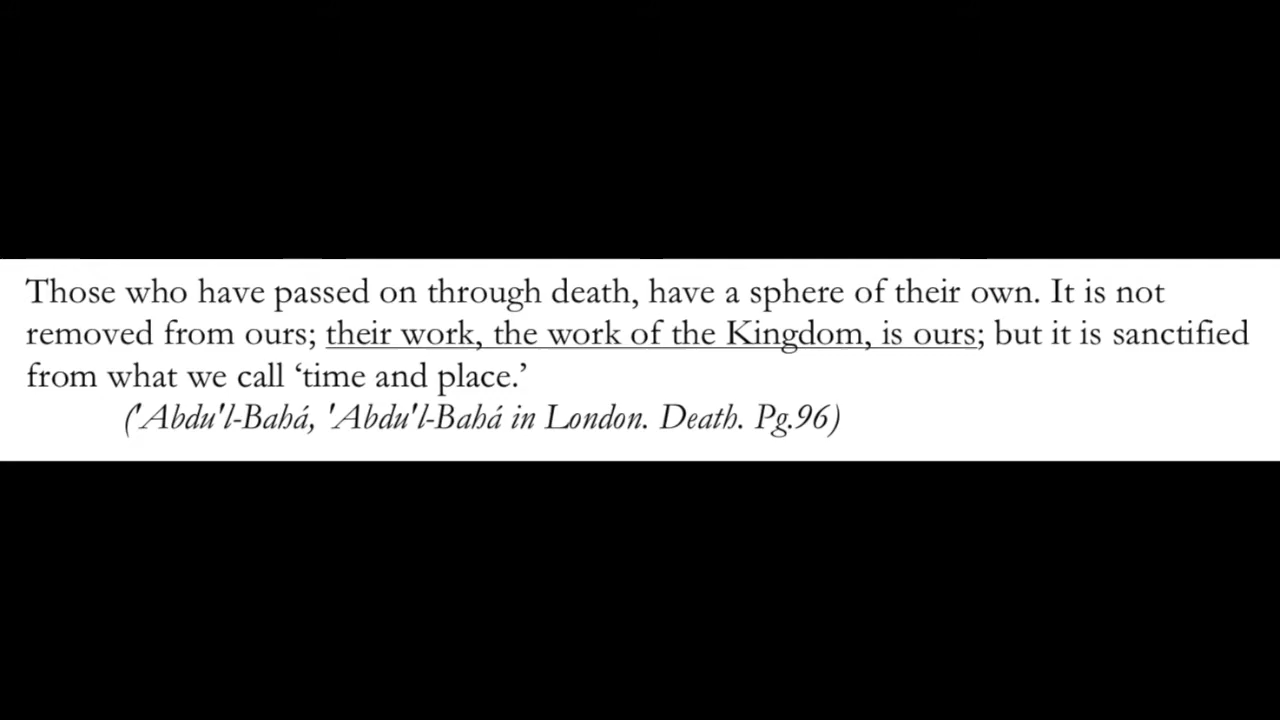 Those who have passed on through death, have a sphere of their own. It is not
removed from ours; their work, the work of the Kingdom, is ours; but it is sanctified
from what we call ‘time and place.’
('Abdu'l-Bahá, 'Abdu'l-Bahá in London. Death. Pg.96)